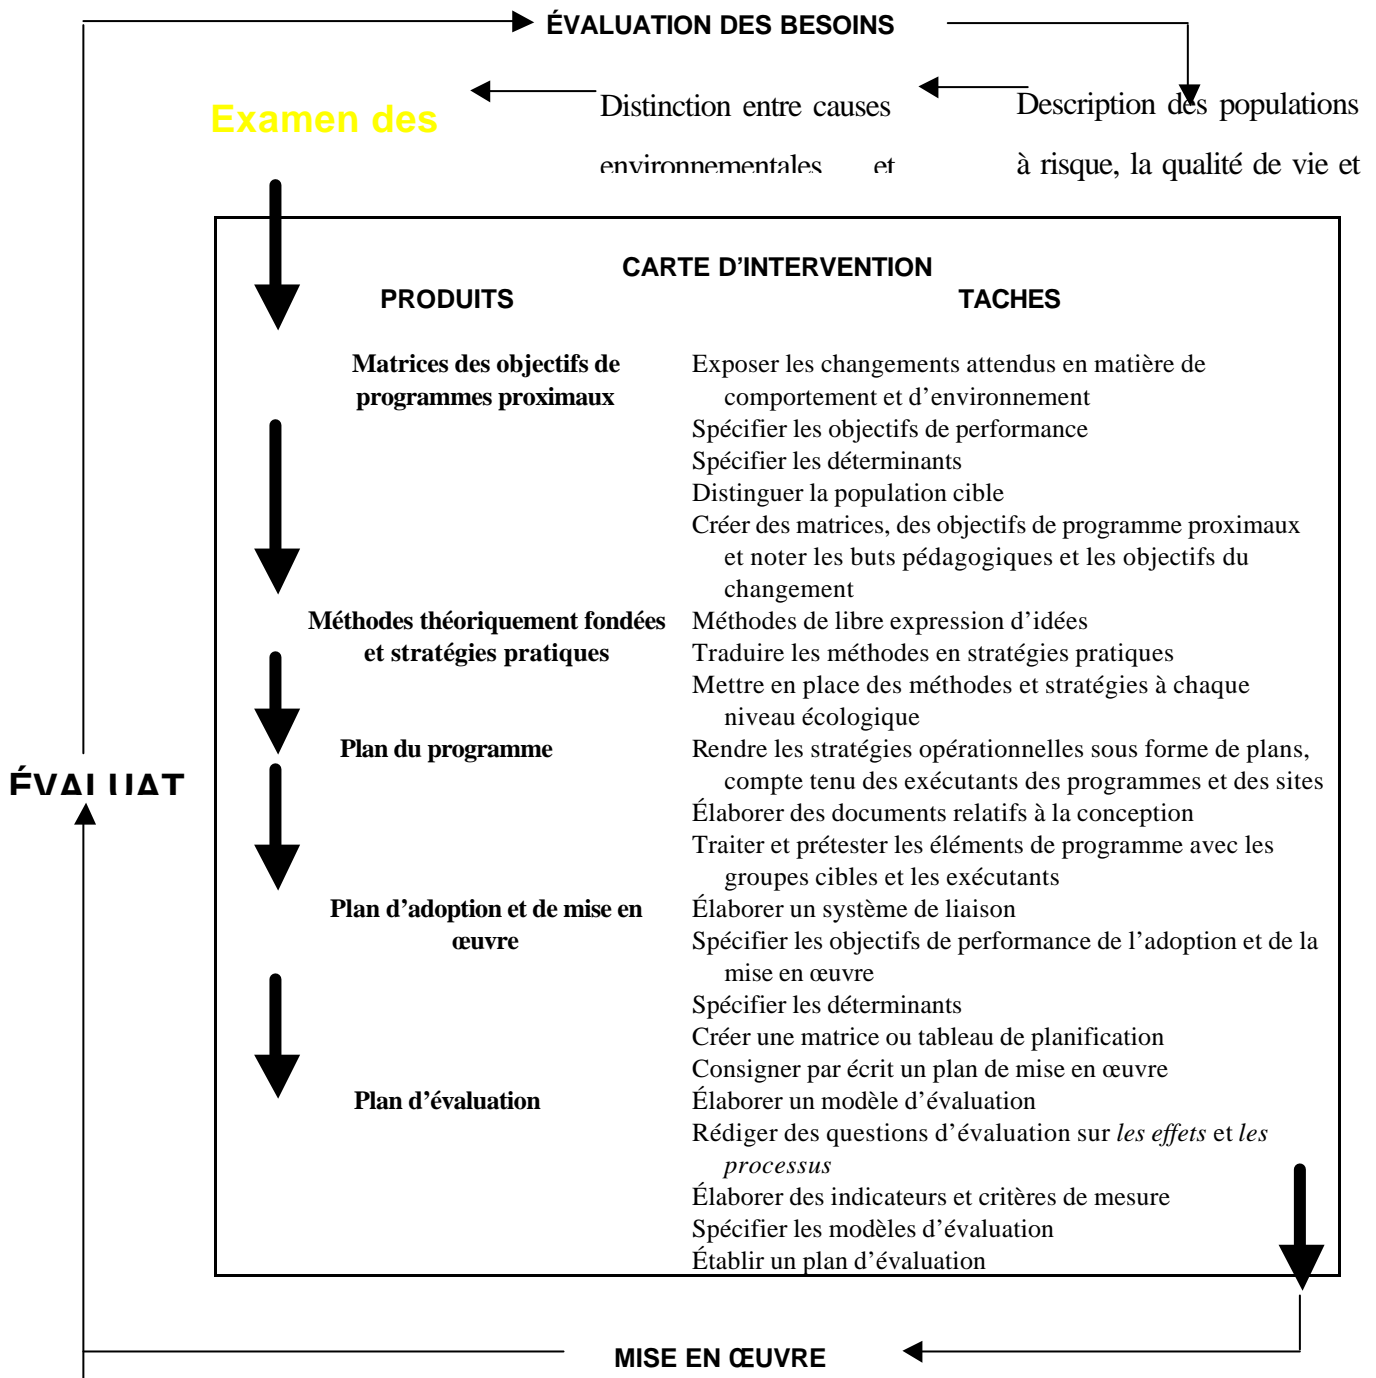 ÉVALUATION DES BESOINS
Examen des
Distinction entre causes
environnementales et
Description des populations
à risque, la qualité de vie et
CARTE D'INTERVENTION
PRODUITS
TACHES
Matrices des objectifs de
programmes proximaux
Exposer les changements attendus en matière de
comportement et d'environnement
Spécifier les objectifs de performance
Spécifier les déterminants
Distinguer la population cible
Créer des matrices, des objectifs de programme proximaux
et noter les buts pédagogiques et les objectifs du
changement
Méthodes théoriquement fondées
et stratégies pratiques
Méthodes de libre expression d'idées
Traduire les méthodes en stratégies pratiques
Mettre en place des méthodes et stratégies à chaque
niveau écologique
Plan du programme
Rendre les stratégies opérationnelles sous forme de plans,
compte tenu des exécutants des programmes et des sites
Élaborer des documents relatifs à la conception
Traiter et prétester les éléments de programme avec les
groupes cibles et les exécutants
Plan d'adoption et de mise en
œuvre
Élaborer un système de liaison
Spécifier les objectifs de performance de l'adoption et de la
mise en œuvre
Spécifier les déterminants
Créer une matrice ou tableau de planification
Consigner par écrit un plan de mise en œuvre
Plan d'évaluation
Élaborer un modèle d'évaluation
Rédiger des questions d'évaluation sur les effets et les
processus
Élaborer des indicateurs et critères de mesure
Spécifier les modèles d'évaluation
Établir un plan d'évaluation
ÉVALUAT
MISE EN ŒUVRE